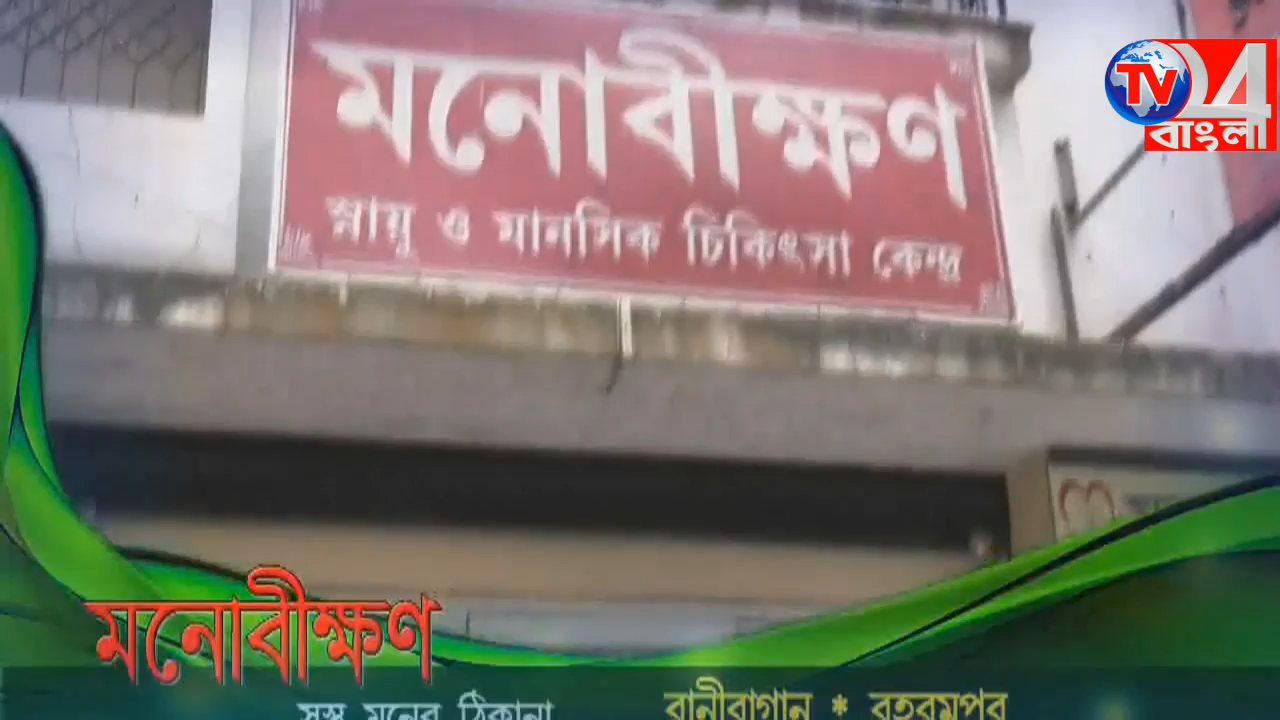 মনোবীক্ষণ
স্নায়ু ও মানসিক চিকিৎসা কেন্দ্র
TV 24
বাংলা
মনোবীক্ষণ
সুস্থ মনের ঠিকানা
রানীবাগান * বহরমপুর